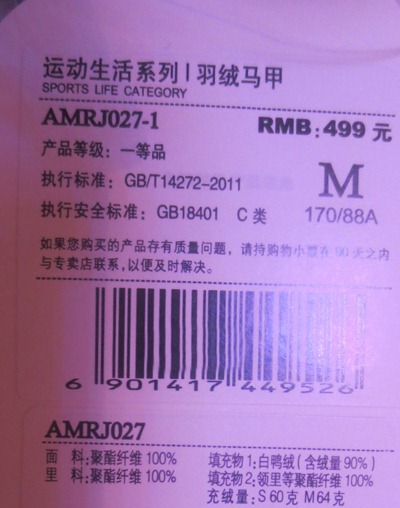 运动生活系列 | 羽绒马甲
SPORTS LIFE CATEGORY
AMRJ027-1 RMB:499 元
产品等级: 一等品
执行标准: GB/T14272-2011 M
执行安全标准: GB18401 C 类 170/88A
如果您购买的产品存有质量问题, 请持购物小票在90天之内
与专卖店联系,以便及时解决。
6 901417 449526
AMRJ027
面 料:聚酯纤维 100% 填充物1:白鸭绒(含绒量 90%)
里 料:聚酯纤维 100% 填充物2:领里等聚酯纤维 100%
充绒量: S 60克 M 64克